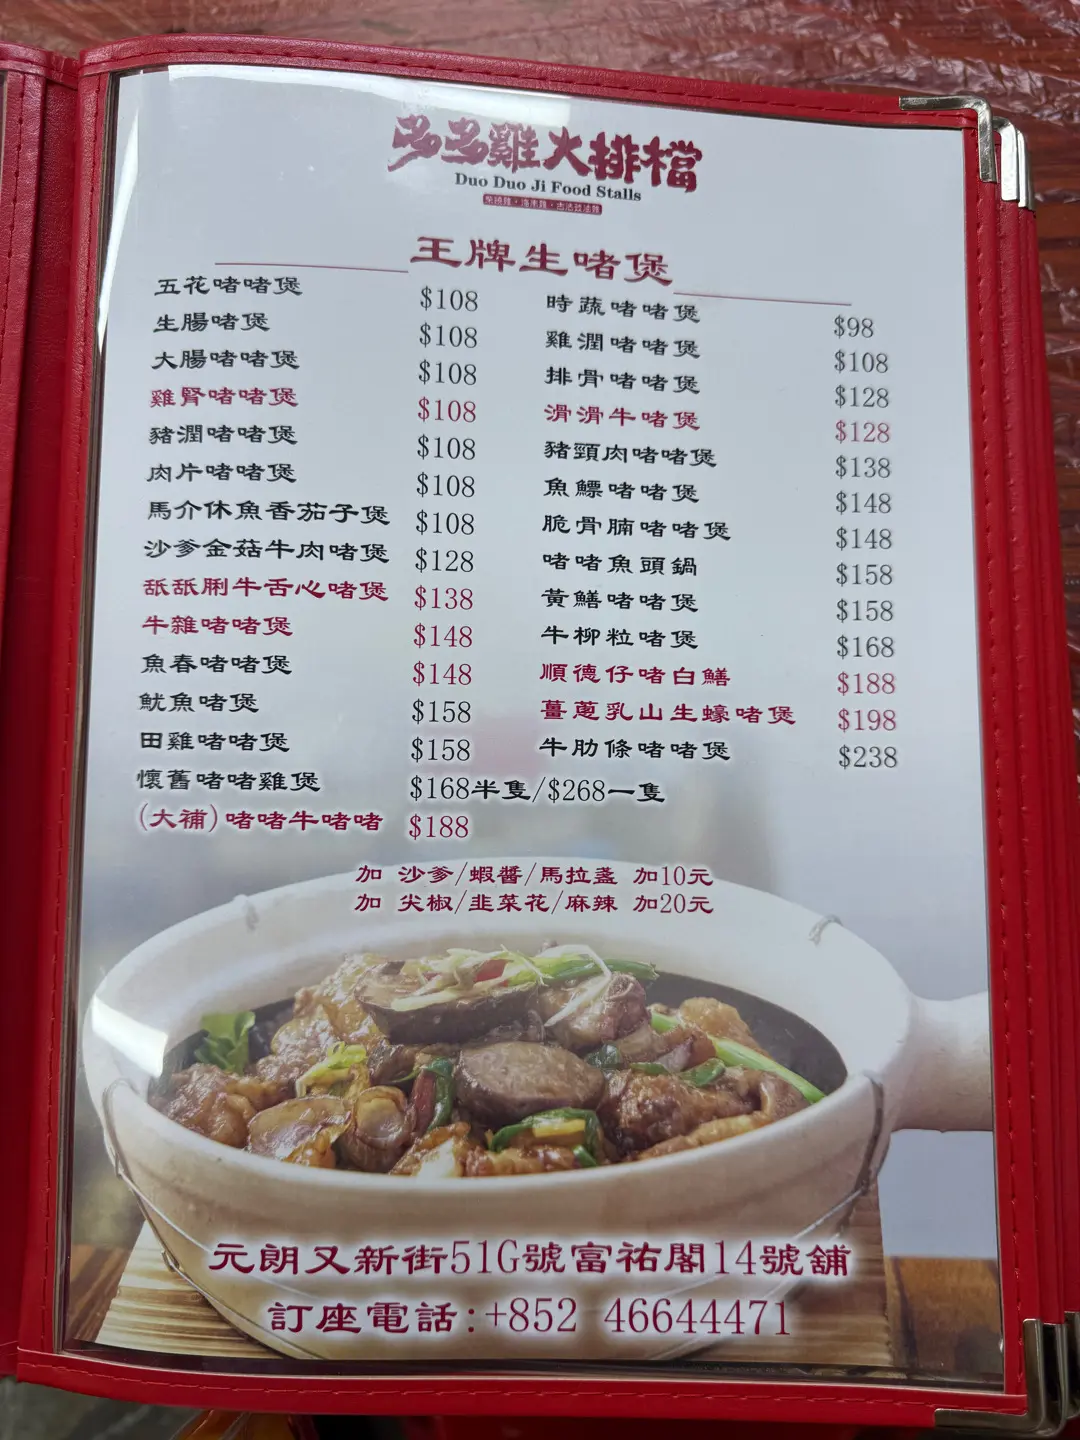 多多雞大排檔
Duo Duo Ji Food Stalls
王牌生啫煲
五花啫啫煲 $108
生腸啫煲 $108
大腸啫啫煲 $108
雞腎啫啫煲 $108
豬潤啫啫煲 $108
肉片啫啫煲 $108
馬介休魚香茄子煲 $108
沙爹金菇牛肉啫煲 $128
舐舐脷牛舌心啫煲 $138
牛雜啫啫煲 $148
魚春啫啫煲 $148
魷魚啫煲 $158
田雞啫啫煲 $158
懷舊啫啫雞煲 $168半隻/$268一隻
(大補)啫啫牛啫啫 $188
時蔬啫啫煲 $98
雞潤啫啫煲 $108
排骨啫啫煲 $128
滑滑牛啫煲 $128
豬頸肉啫啫煲 $138
魚鰾啫啫煲 $148
脆骨腩啫啫煲 $148
啫啫魚頭鍋 $158
黃鱔啫啫煲 $158
牛柳粒啫煲 $168
順德仔啫白鱔 $188
薑蔥乳山生蠔啫煲 $198
牛肋條啫啫煲 $238
加 沙爹/蝦醬/馬拉盞 加10元
加 尖椒/韭菜花/麻辣 加20元
元朗又新街51G號富祐閣14號舖
訂座電話:+852 46644471